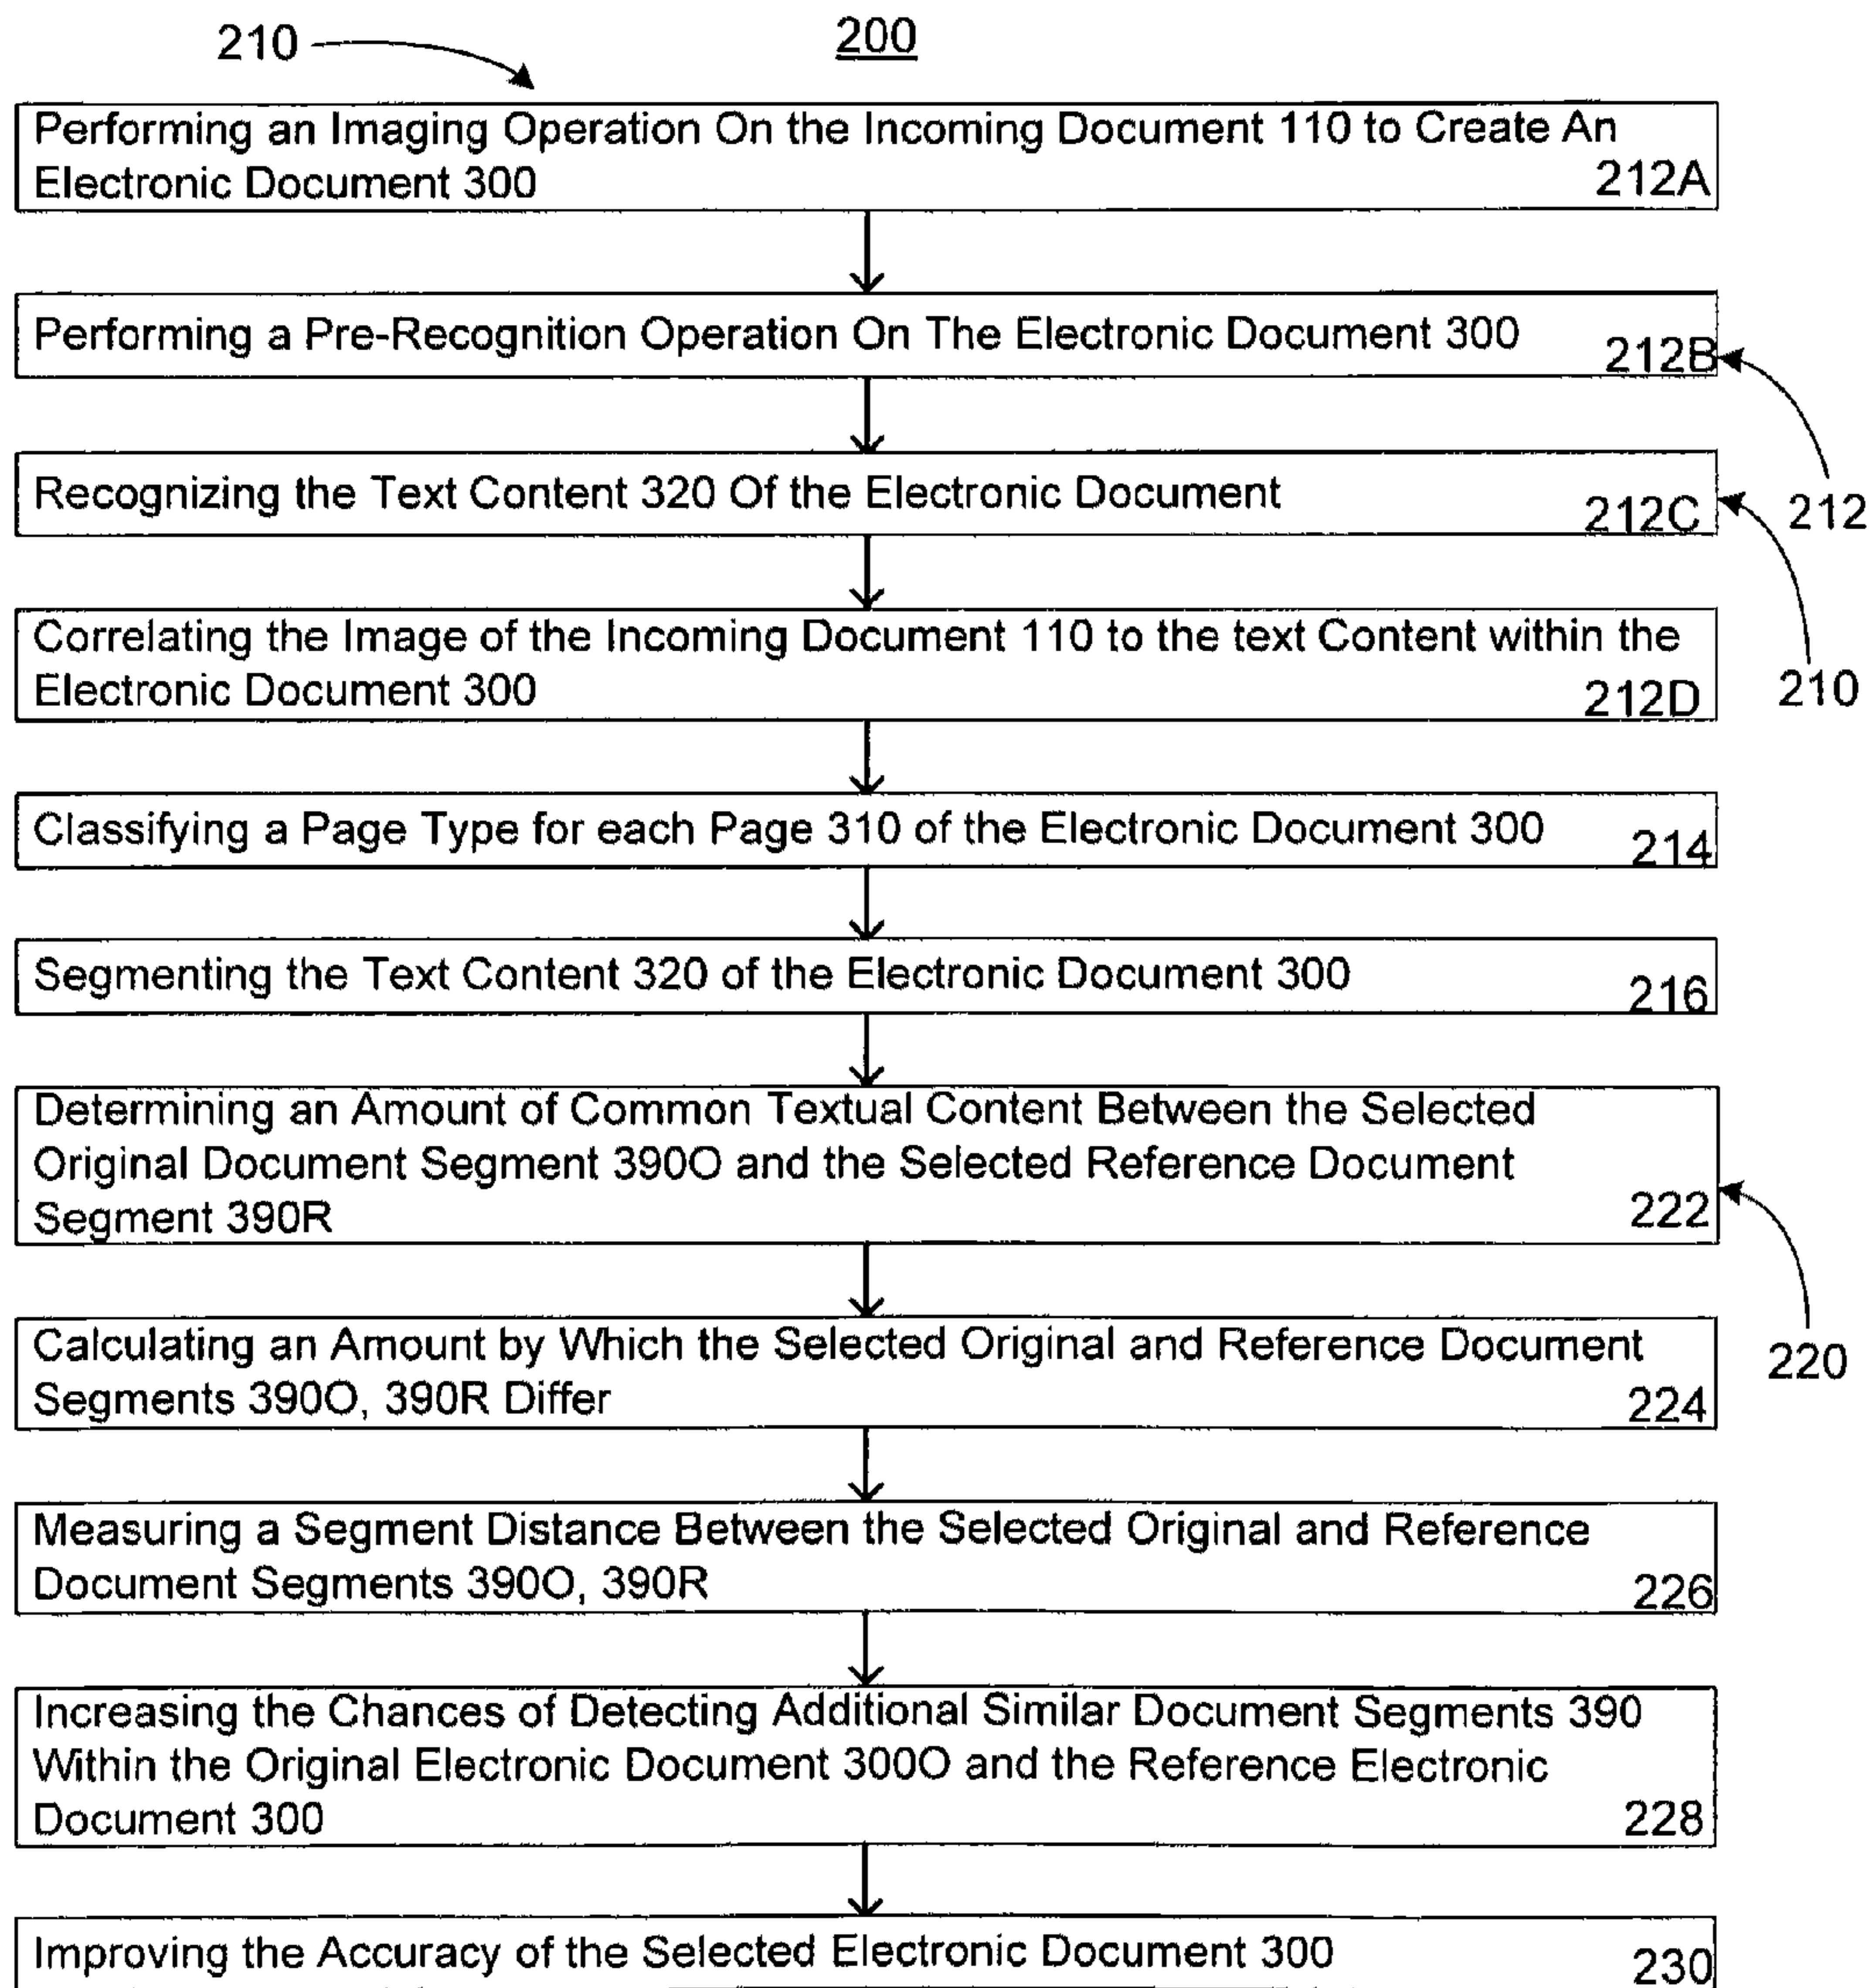 210
200
Performing an Imaging Operation On the Incoming Document 110 to Create An
Electronic Document 300
212A
Performing a Pre-Recognition Operation On The Electronic Document 300
212B
Recognizing the Text Content 320 Of the Electronic Document
212C
212
Correlating the Image of the Incoming Document 110 to the text Content within the
Electronic Document 300
212D
210
Classifying a Page Type for each Page 310 of the Electronic Document 300
214
Segmenting the Text Content 320 of the Electronic Document 300
216
Determining an Amount of Common Textual Content Between the Selected
Original Document Segment 390O and the Selected Reference Document
Segment 390R
222
Calculating an Amount by Which the Selected Original and Reference Document
Segments 390O, 390R Differ
224
220
Measuring a Segment Distance Between the Selected Original and Reference
Document Segments 390O, 390R
226
Increasing the Chances of Detecting Additional Similar Document Segments 390
Within the Original Electronic Document 300O and the Reference Electronic
Document 300
228
Improving the Accuracy of the Selected Electronic Document 300
230